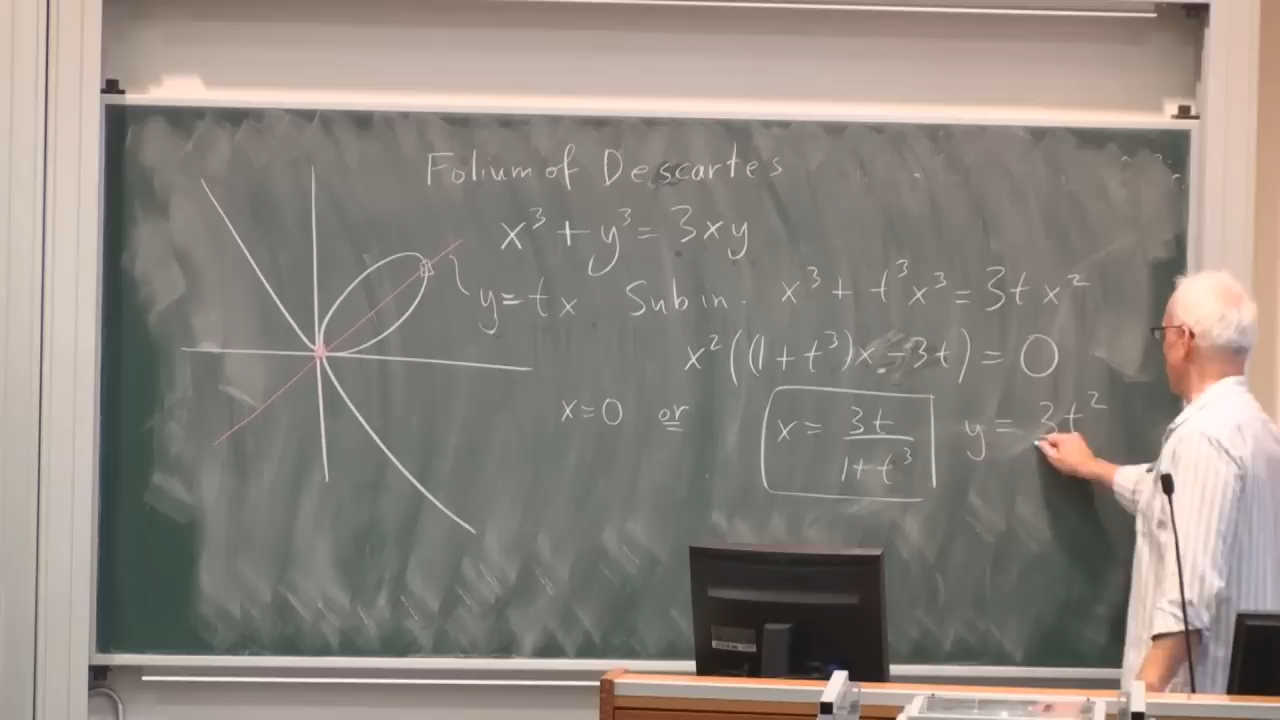 Folium of Descartes
x³ + y³ = 3xy
y = tx Sub in. x³ + t³x³ = 3tx²
x²((1+t³)x - 3t) = 0
x = 0 or x = 3t/(1+t³) y = 3t²